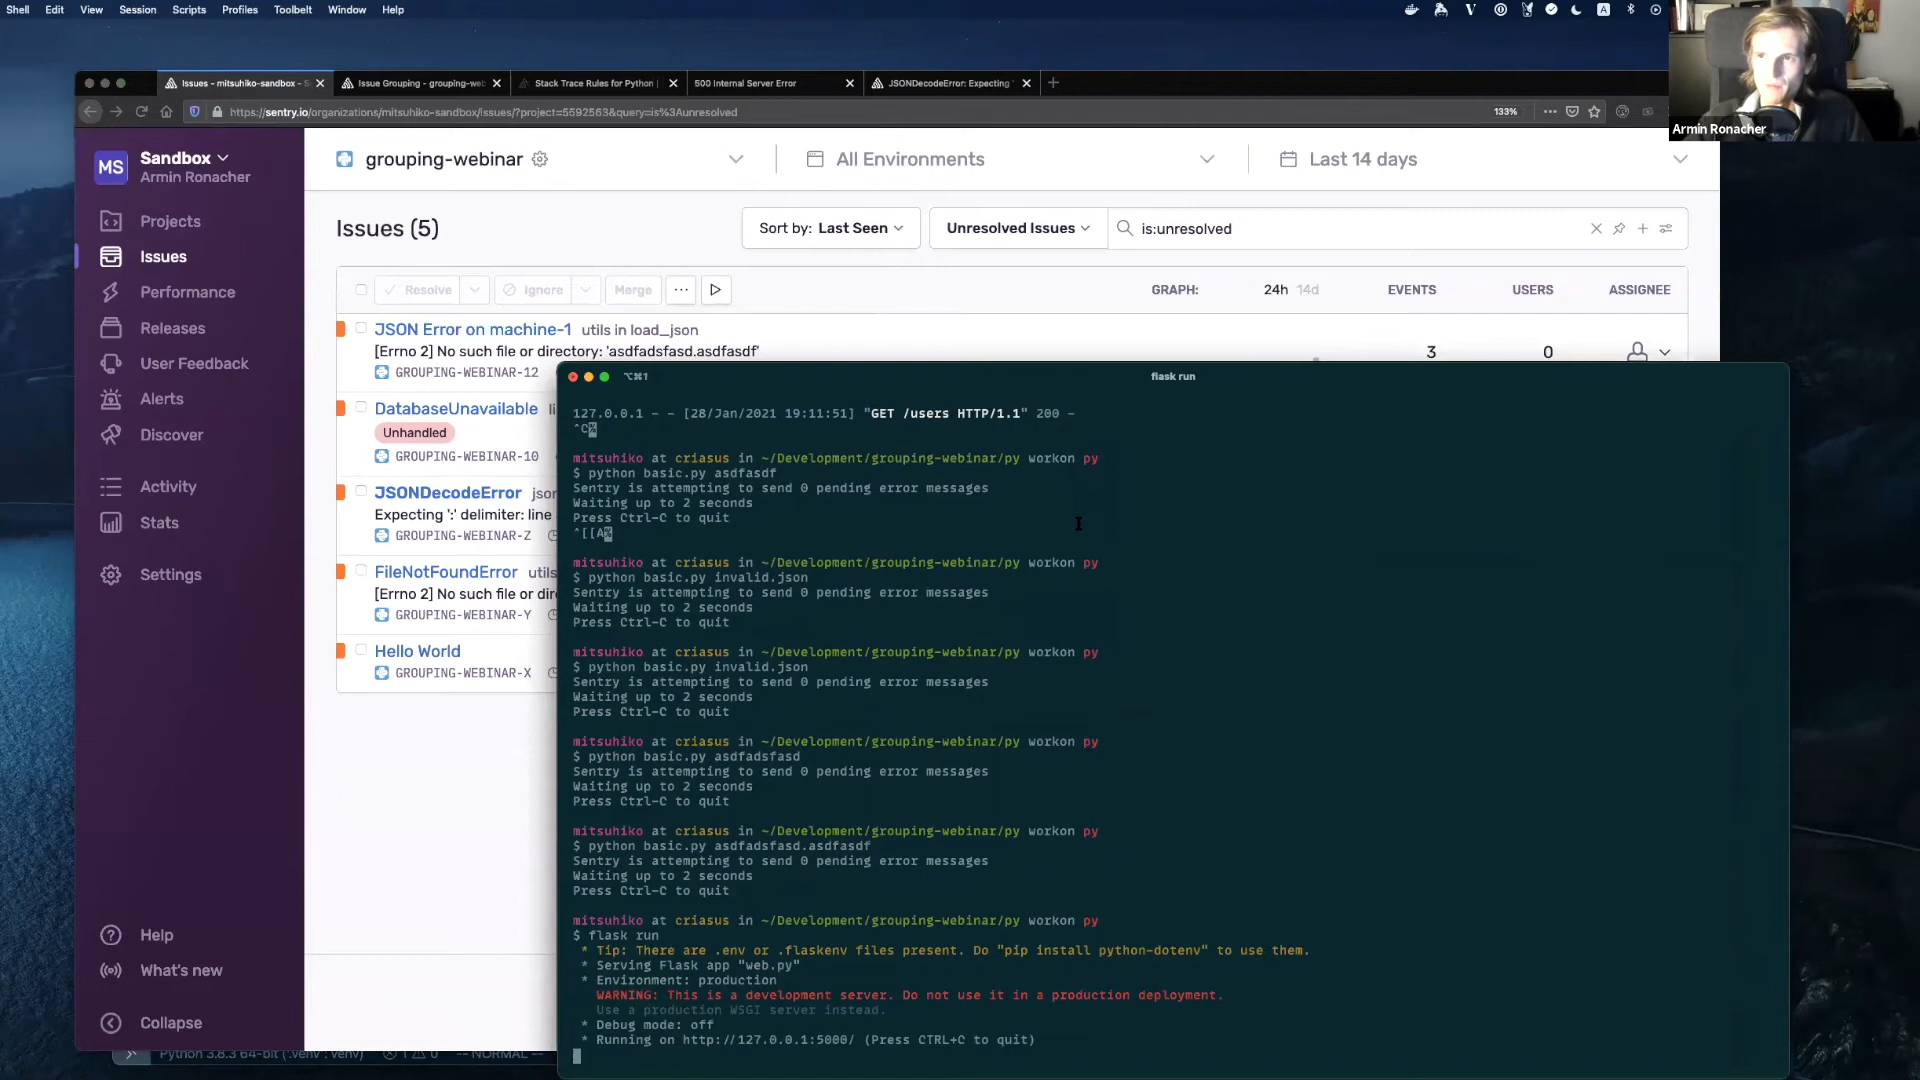 Shell Edit View Session Scripts Profiles Toolbelt Window Help
Issues - mitsuhiko-sandbox - S
Issue Grouping - grouping-web
Stack Trace Rules for Python |
500 Internal Server Error
JSONDecodeError: Expecting '
https://sentry.io/organizations/mitsuhiko-sandbox/issues/?project=5592563&query=is%3Aunresolved
133%
Armin Ronacher
MS
Sandbox
Armin Ronacher
grouping-webinar
All Environments
Last 14 days
Projects
Issues
Performance
Releases
User Feedback
Alerts
Discover
Activity
Stats
Settings
Help
What's new
Collapse
Issues (5)
Sort by: Last Seen
Unresolved Issues
is:unresolved
Resolve
Ignore
Merge
GRAPH: 24h 14d
EVENTS
USERS
ASSIGNEE
JSON Error on machine-1 utils in load_json
[Errno 2] No such file or directory: 'asdfadsfasd.asdfasdf'
GROUPING-WEBINAR-12
3
0
DatabaseUnavailable
Unhandled
GROUPING-WEBINAR-10
JSONDecodeError
Expecting ':' delimiter: line
GROUPING-WEBINAR-Z
FileNotFoundError utils
[Errno 2] No such file or dire
GROUPING-WEBINAR-Y
Hello World
GROUPING-WEBINAR-X
⌥⌘1
flask run
127.0.0.1 - - [28/Jan/2021 19:11:51] "GET /users HTTP/1.1" 200 -
^C%
mitsuhiko at criasus in ~/Development/grouping-webinar/py workon py
$ python basic.py asdfasdf
Sentry is attempting to send 0 pending error messages
Waiting up to 2 seconds
Press Ctrl-C to quit
^[[A%
mitsuhiko at criasus in ~/Development/grouping-webinar/py workon py
$ python basic.py invalid.json
Sentry is attempting to send 0 pending error messages
Waiting up to 2 seconds
Press Ctrl-C to quit
mitsuhiko at criasus in ~/Development/grouping-webinar/py workon py
$ python basic.py invalid.json
Sentry is attempting to send 0 pending error messages
Waiting up to 2 seconds
Press Ctrl-C to quit
mitsuhiko at criasus in ~/Development/grouping-webinar/py workon py
$ python basic.py asdfadsfasd
Sentry is attempting to send 0 pending error messages
Waiting up to 2 seconds
Press Ctrl-C to quit
mitsuhiko at criasus in ~/Development/grouping-webinar/py workon py
$ python basic.py asdfadsfasd.asdfasdf
Sentry is attempting to send 0 pending error messages
Waiting up to 2 seconds
Press Ctrl-C to quit
mitsuhiko at criasus in ~/Development/grouping-webinar/py workon py
$ flask run
* Tip: There are .env or .flaskenv files present. Do "pip install python-dotenv" to use them.
* Serving Flask app "web.py"
* Environment: production
WARNING: This is a development server. Do not use it in a production deployment.
Use a production WSGI server instead.
* Debug mode: off
* Running on http://127.0.0.1:5000/ (Press CTRL+C to quit)
Python 3.8.3 64-bit ('.venv': venv) 1 0 -- NORMAL --